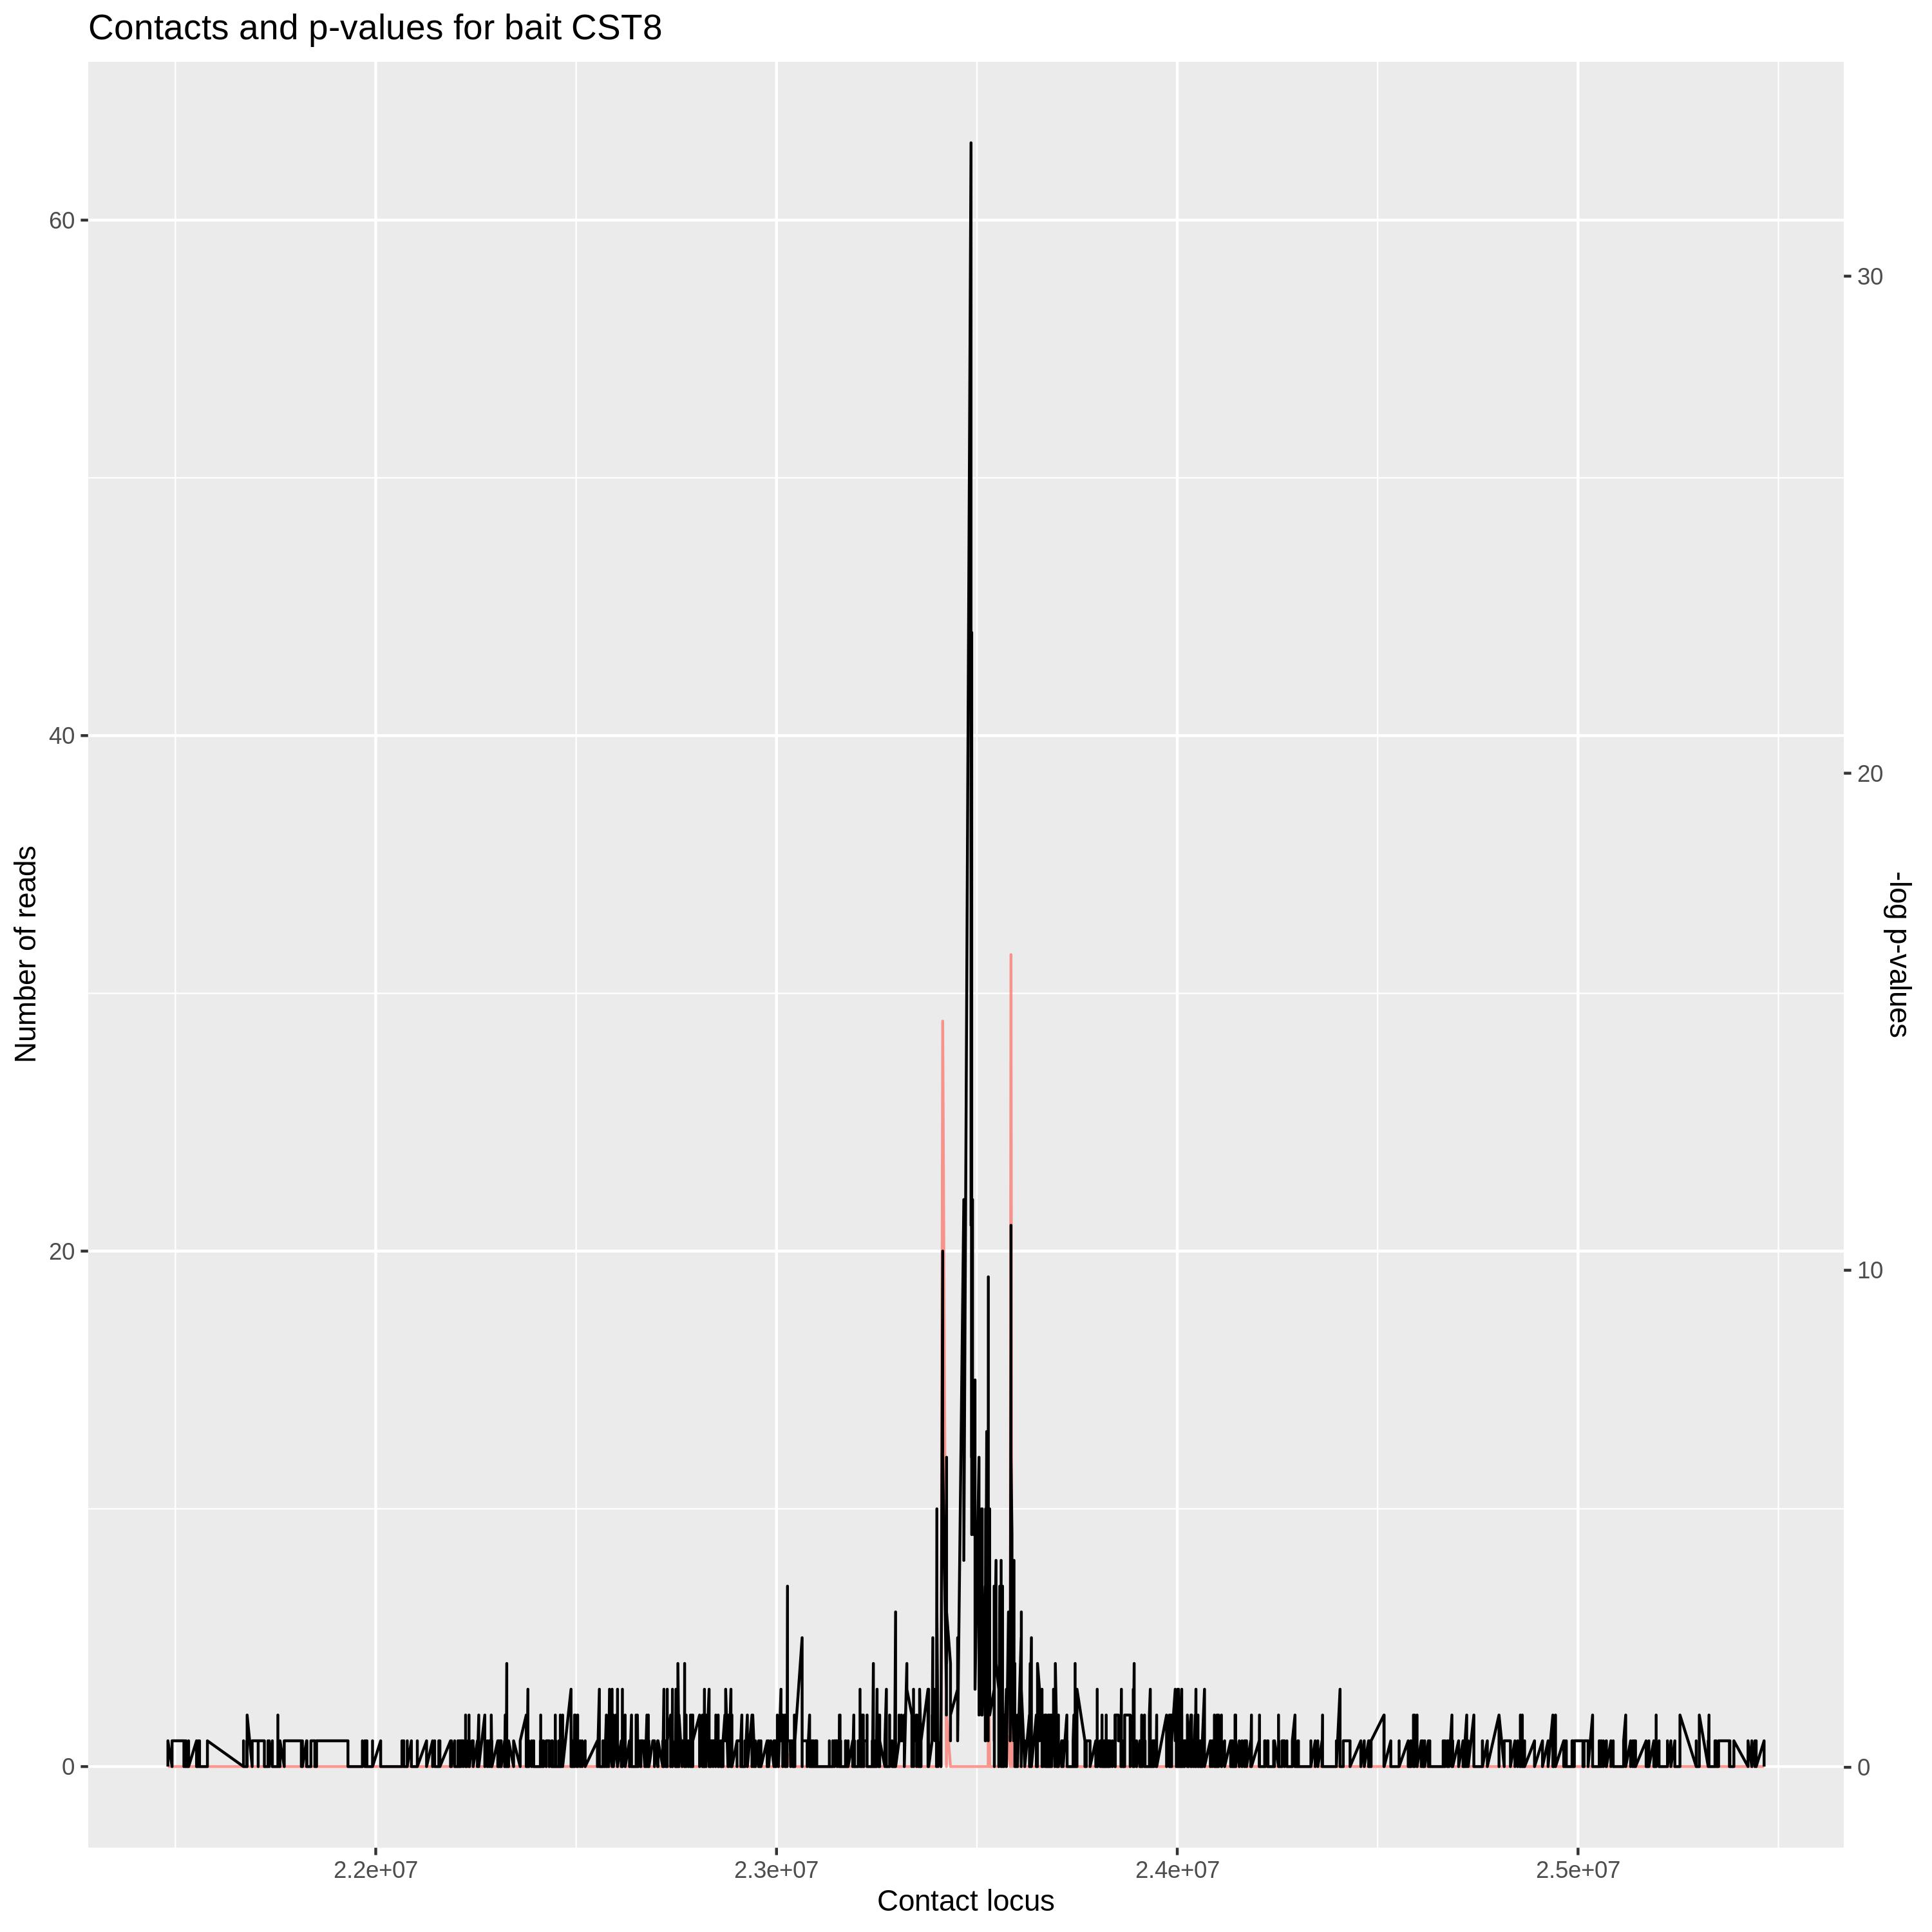 Contacts and p-values for bait CST8
60
40
20
0
Number of reads
30
20
10
0
-log p-values
2.2e+07 2.3e+07 2.4e+07 2.5e+07
Contact locus